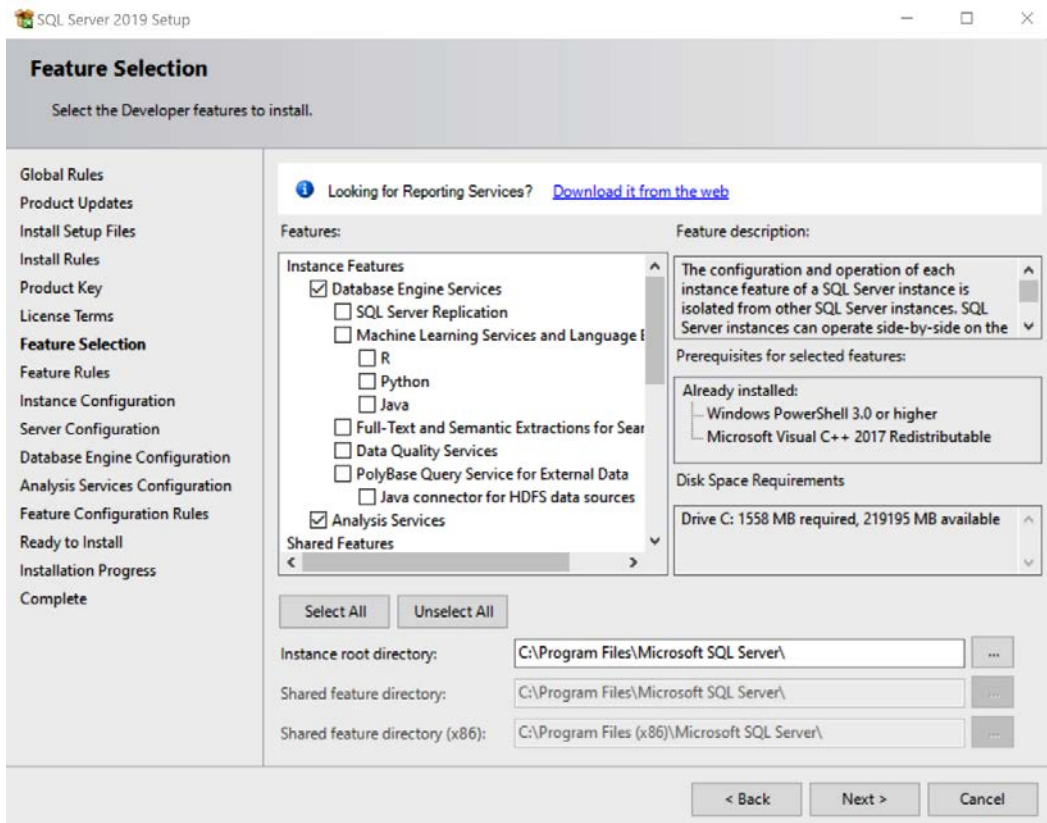 SQL Server 2019 Setup
Feature Selection
Select the Developer features to install.
Global Rules
Product Updates
Install Setup Files
Install Rules
Product Key
License Terms
Feature Selection
Feature Rules
Instance Configuration
Server Configuration
Database Engine Configuration
Analysis Services Configuration
Feature Configuration Rules
Ready to Install
Installation Progress
Complete
Looking for Reporting Services? Download it from the web
Features:
Instance Features
Database Engine Services
SQL Server Replication
Machine Learning Services and Language E
R
Python
Java
Full-Text and Semantic Extractions for Sear
Data Quality Services
PolyBase Query Service for External Data
Java connector for HDFS data sources
Analysis Services
Shared Features
Feature description:
The configuration and operation of each
instance feature of a SQL Server instance is
isolated from other SQL Server instances. SQL
Server instances can operate side-by-side on the
Prerequisites for selected features:
Already installed:
Windows PowerShell 3.0 or higher
Microsoft Visual C++ 2017 Redistributable
Disk Space Requirements
Drive C: 1558 MB required, 219195 MB available
Select All
Unselect All
Instance root directory: C:\Program Files\Microsoft SQL Server\ ...
Shared feature directory: C:\Program Files\Microsoft SQL Server\ ...
Shared feature directory (x86): C:\Program Files (x86)\Microsoft SQL Server\ ...
< Back
Next >
Cancel